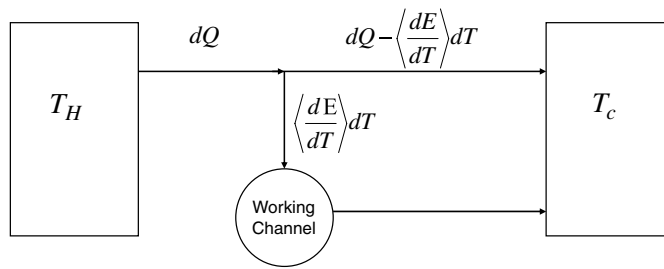 dQ
dQ − ⟨dE/dT⟩dT
T_H
T_c
⟨dE/dT⟩dT
Working
Channel